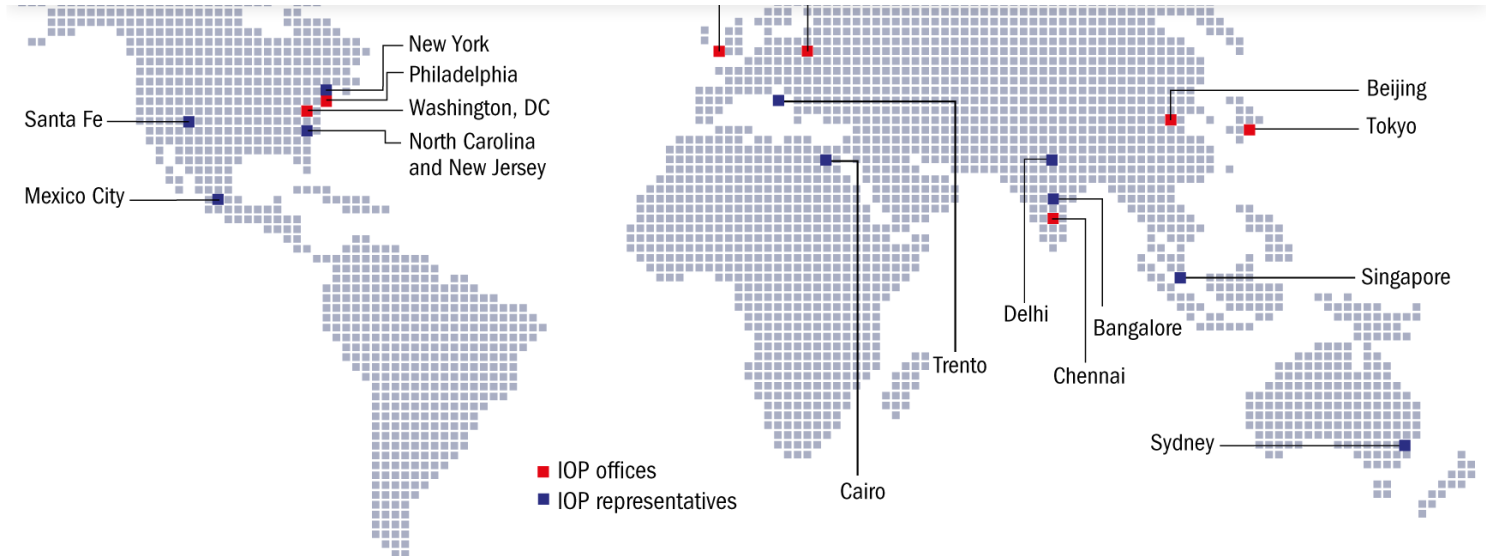 New York
Philadelphia
Washington, DC
North Carolina
and New Jersey
Santa Fe
Mexico City
Beijing
Tokyo
Singapore
Delhi
Bangalore
Trento
Chennai
Sydney
Cairo
IOP offices
IOP representatives